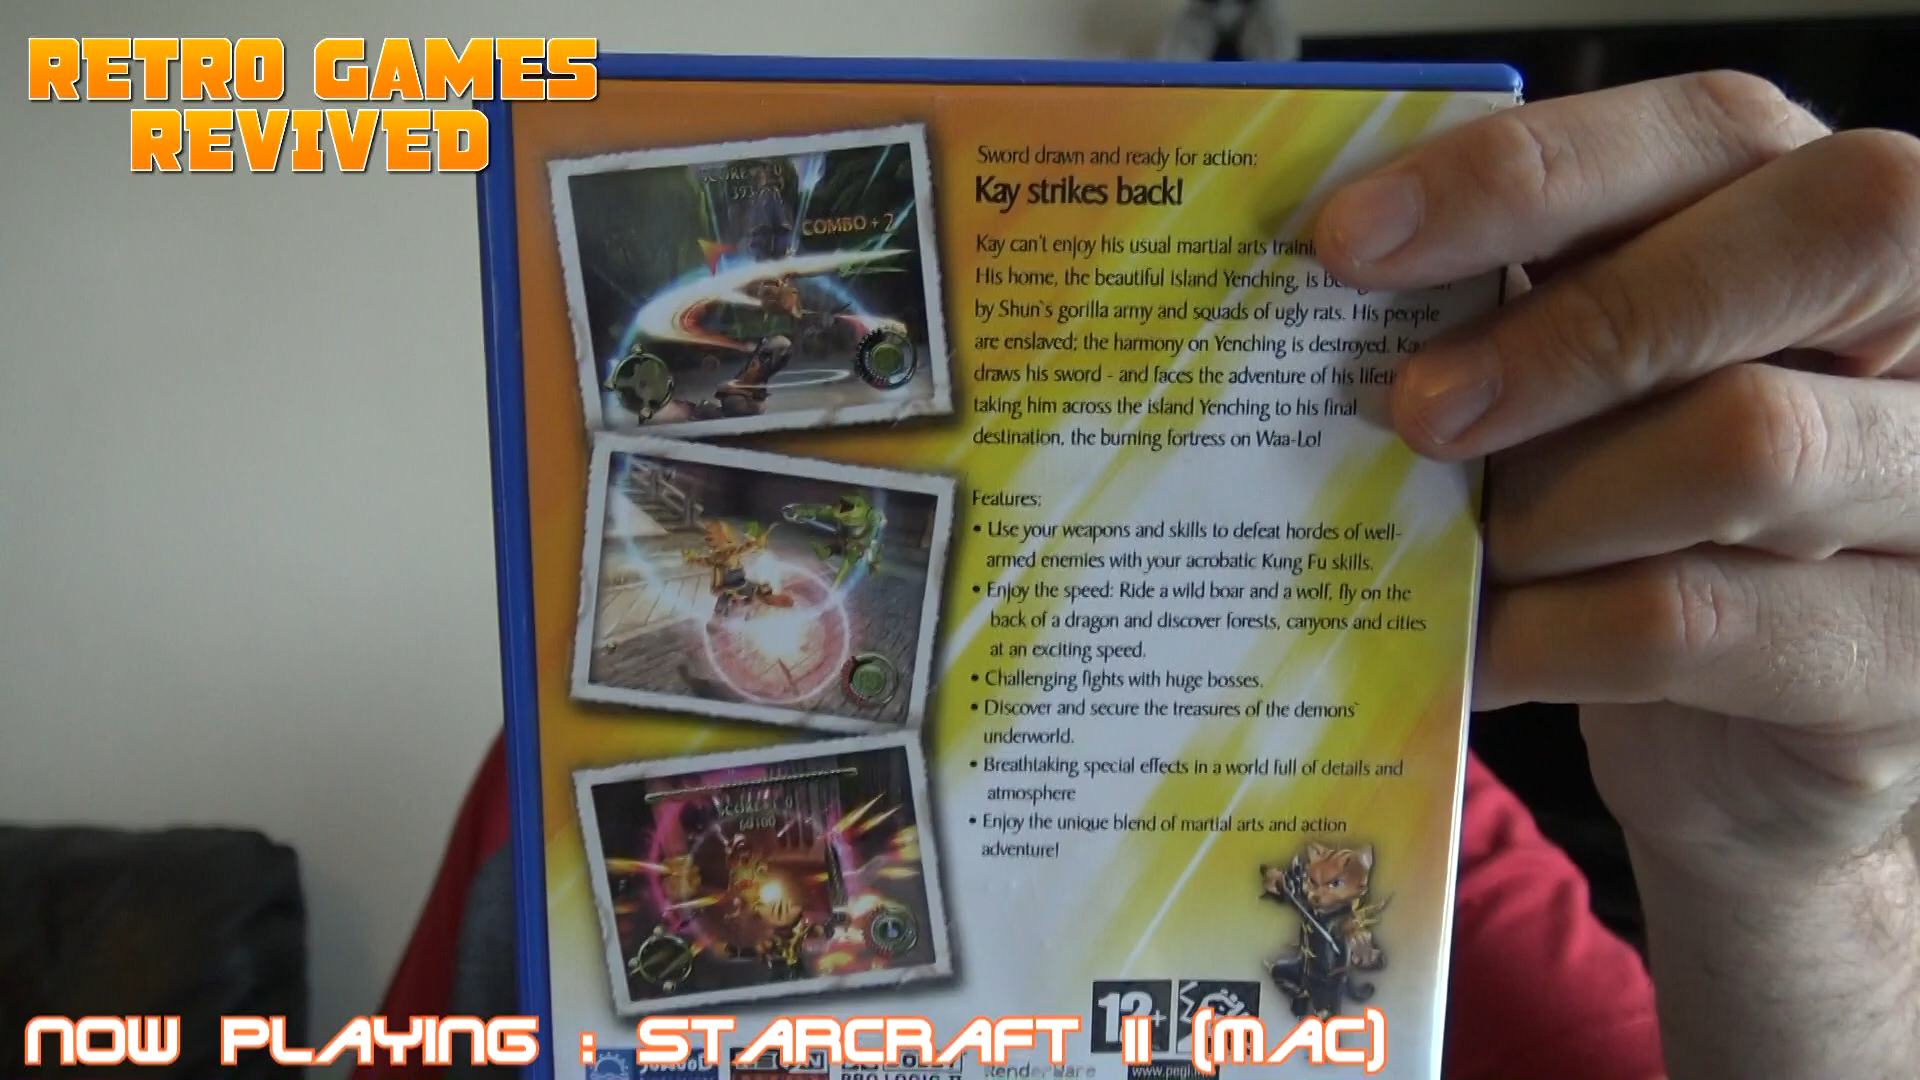 RETRO GAMES
REVIVED
SCORE
COMBO + 2
Sword drawn and ready for action:
Kay strikes back!
Kay can't enjoy his usual martial arts
His home, the beautiful island Yenching, is
by Shun`s gorilla army and squads of ugly rats. His people
are enslaved; the harmony on Yenching is destroyed.
draws his sword - and faces the adventure of his
taking him across the island Yenching to his final
destination, the burning fortress on Waa-Lo!
Features:
• Use your weapons and skills to defeat hordes of well-
armed enemies with your acrobatic Kung Fu skills.
• Enjoy the speed: Ride a wild boar and a wolf, fly on the
back of a dragon and discover forests, canyons and cities
at an exciting speed.
• Challenging fights with huge bosses.
• Discover and secure the treasures of the demons`
underworld.
• Breathtaking special effects in a world full of details and
atmosphere
• Enjoy the unique blend of martial arts and action
adventure!
12+
NOW PLAYING : STARCRAFT II (MAC)
RenderWare